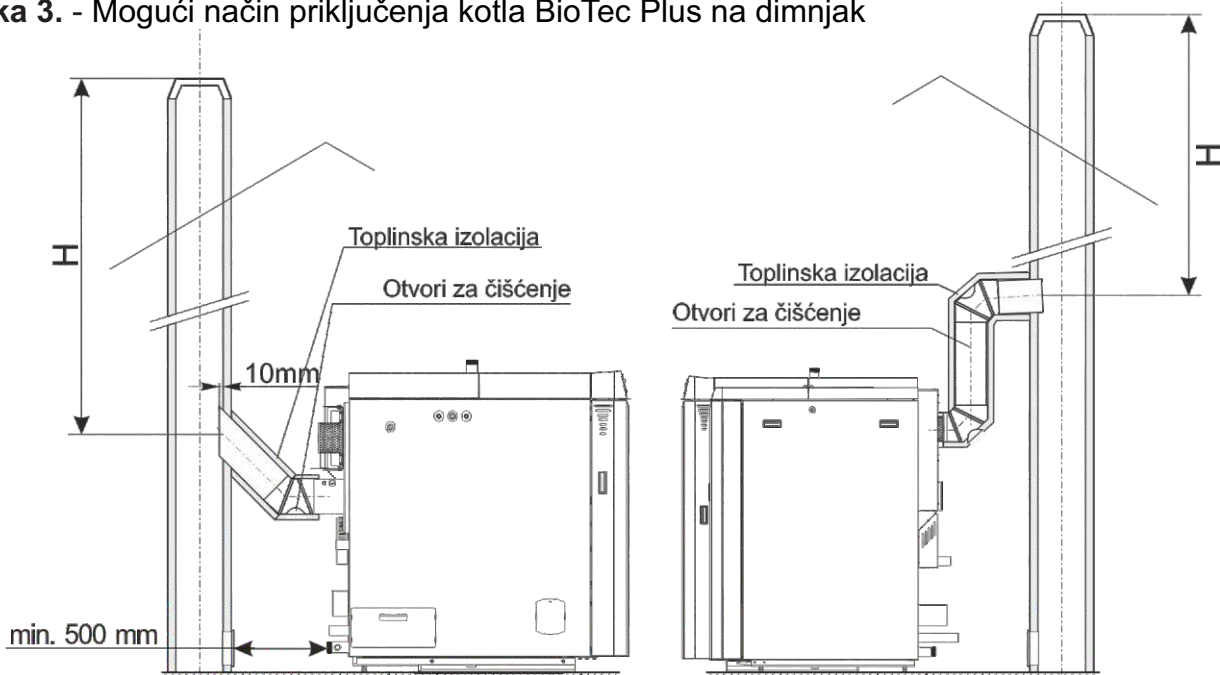 ka 3. - Mogući način priključenja kotla BioTec Plus na dimnjak
H
Toplinska izolacija
Otvori za čišćenje
10mm
min. 500 mm
H
Toplinska izolacija
Otvori za čišćenje